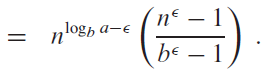 = n^{\log_b a-\epsilon} \left( \frac{n^\epsilon - 1}{b^\epsilon - 1} \right) .